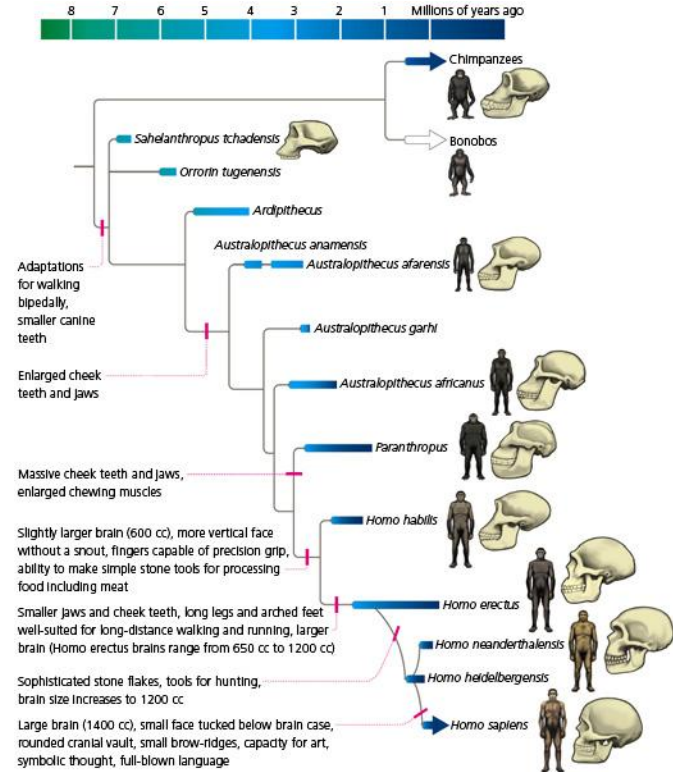 8 7 6 5 4 3 2 1 Millions of years ago
Chimpanzees
Sahelanthropus tchadensis
Bonobos
Orrorin tugenensis
Ardipithecus
Australopithecus anamensis
Australopithecus afarensis
Adaptations
for walking
bipedally,
smaller canine
teeth
Australopithecus garhi
Enlarged cheek
teeth and jaws
Australopithecus africanus
Paranthropus
Massive cheek teeth and jaws,
enlarged chewing muscles
Homo habilis
Slightly larger brain (600 cc), more vertical face
without a snout, fingers capable of precision grip,
ability to make simple stone tools for processing
food including meat
Homo erectus
Smaller jaws and cheek teeth, long legs and arched feet
well-suited for long-distance walking and running, larger
brain (Homo erectus brains range from 650 cc to 1200 cc)
Homo neanderthalensis
Homo heidelbergensis
Sophisticated stone flakes, tools for hunting,
brain size increases to 1200 cc
Homo sapiens
Large brain (1400 cc), small face tucked below brain case,
rounded cranial vault, small brow-ridges, capacity for art,
symbolic thought, full-blown language